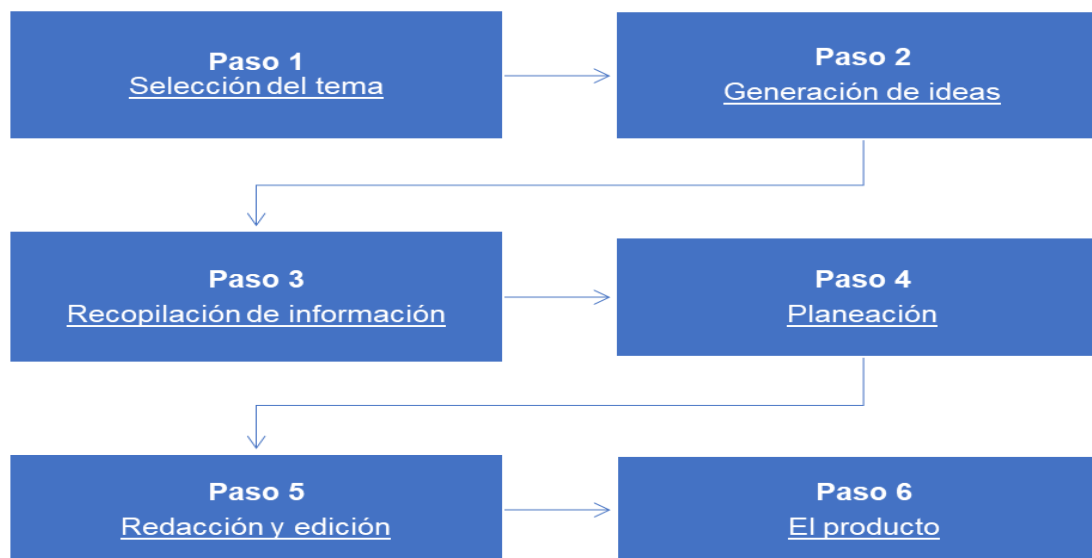 Paso 1
Selección del tema
Paso 2
Generación de ideas
Paso 3
Recopilación de información
Paso 4
Planeación
Paso 5
Redacción y edición
Paso 6
El producto